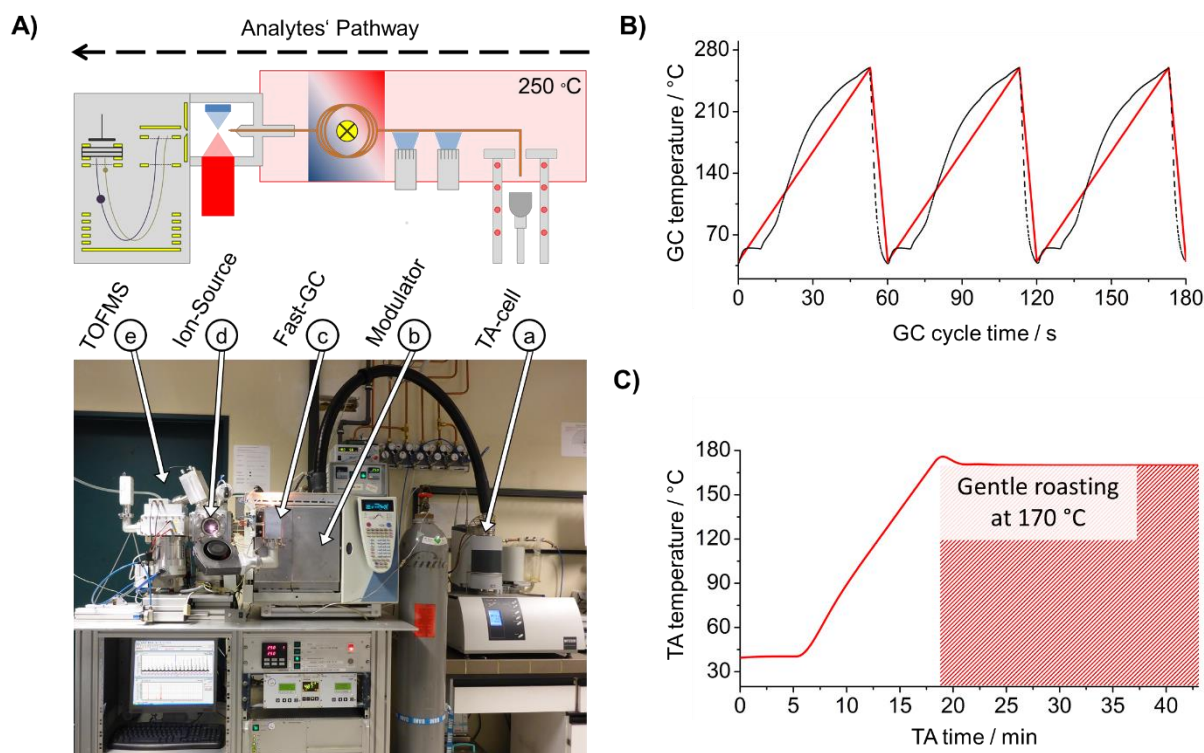 A)
Analytes‘ Pathway
250 °C
TOFMS
Ion-Source
Fast-GC
Modulator
TA-cell
e
d
c
b
a
B)
GC temperature / °C
280
210
140
70
0
60
120
180
30
90
150
GC cycle time / s
C)
TA temperature / °C
180
150
120
90
60
30
Gentle roasting
at 170 °C
0 5 10 15 20 25 30 35 40
TA time / min